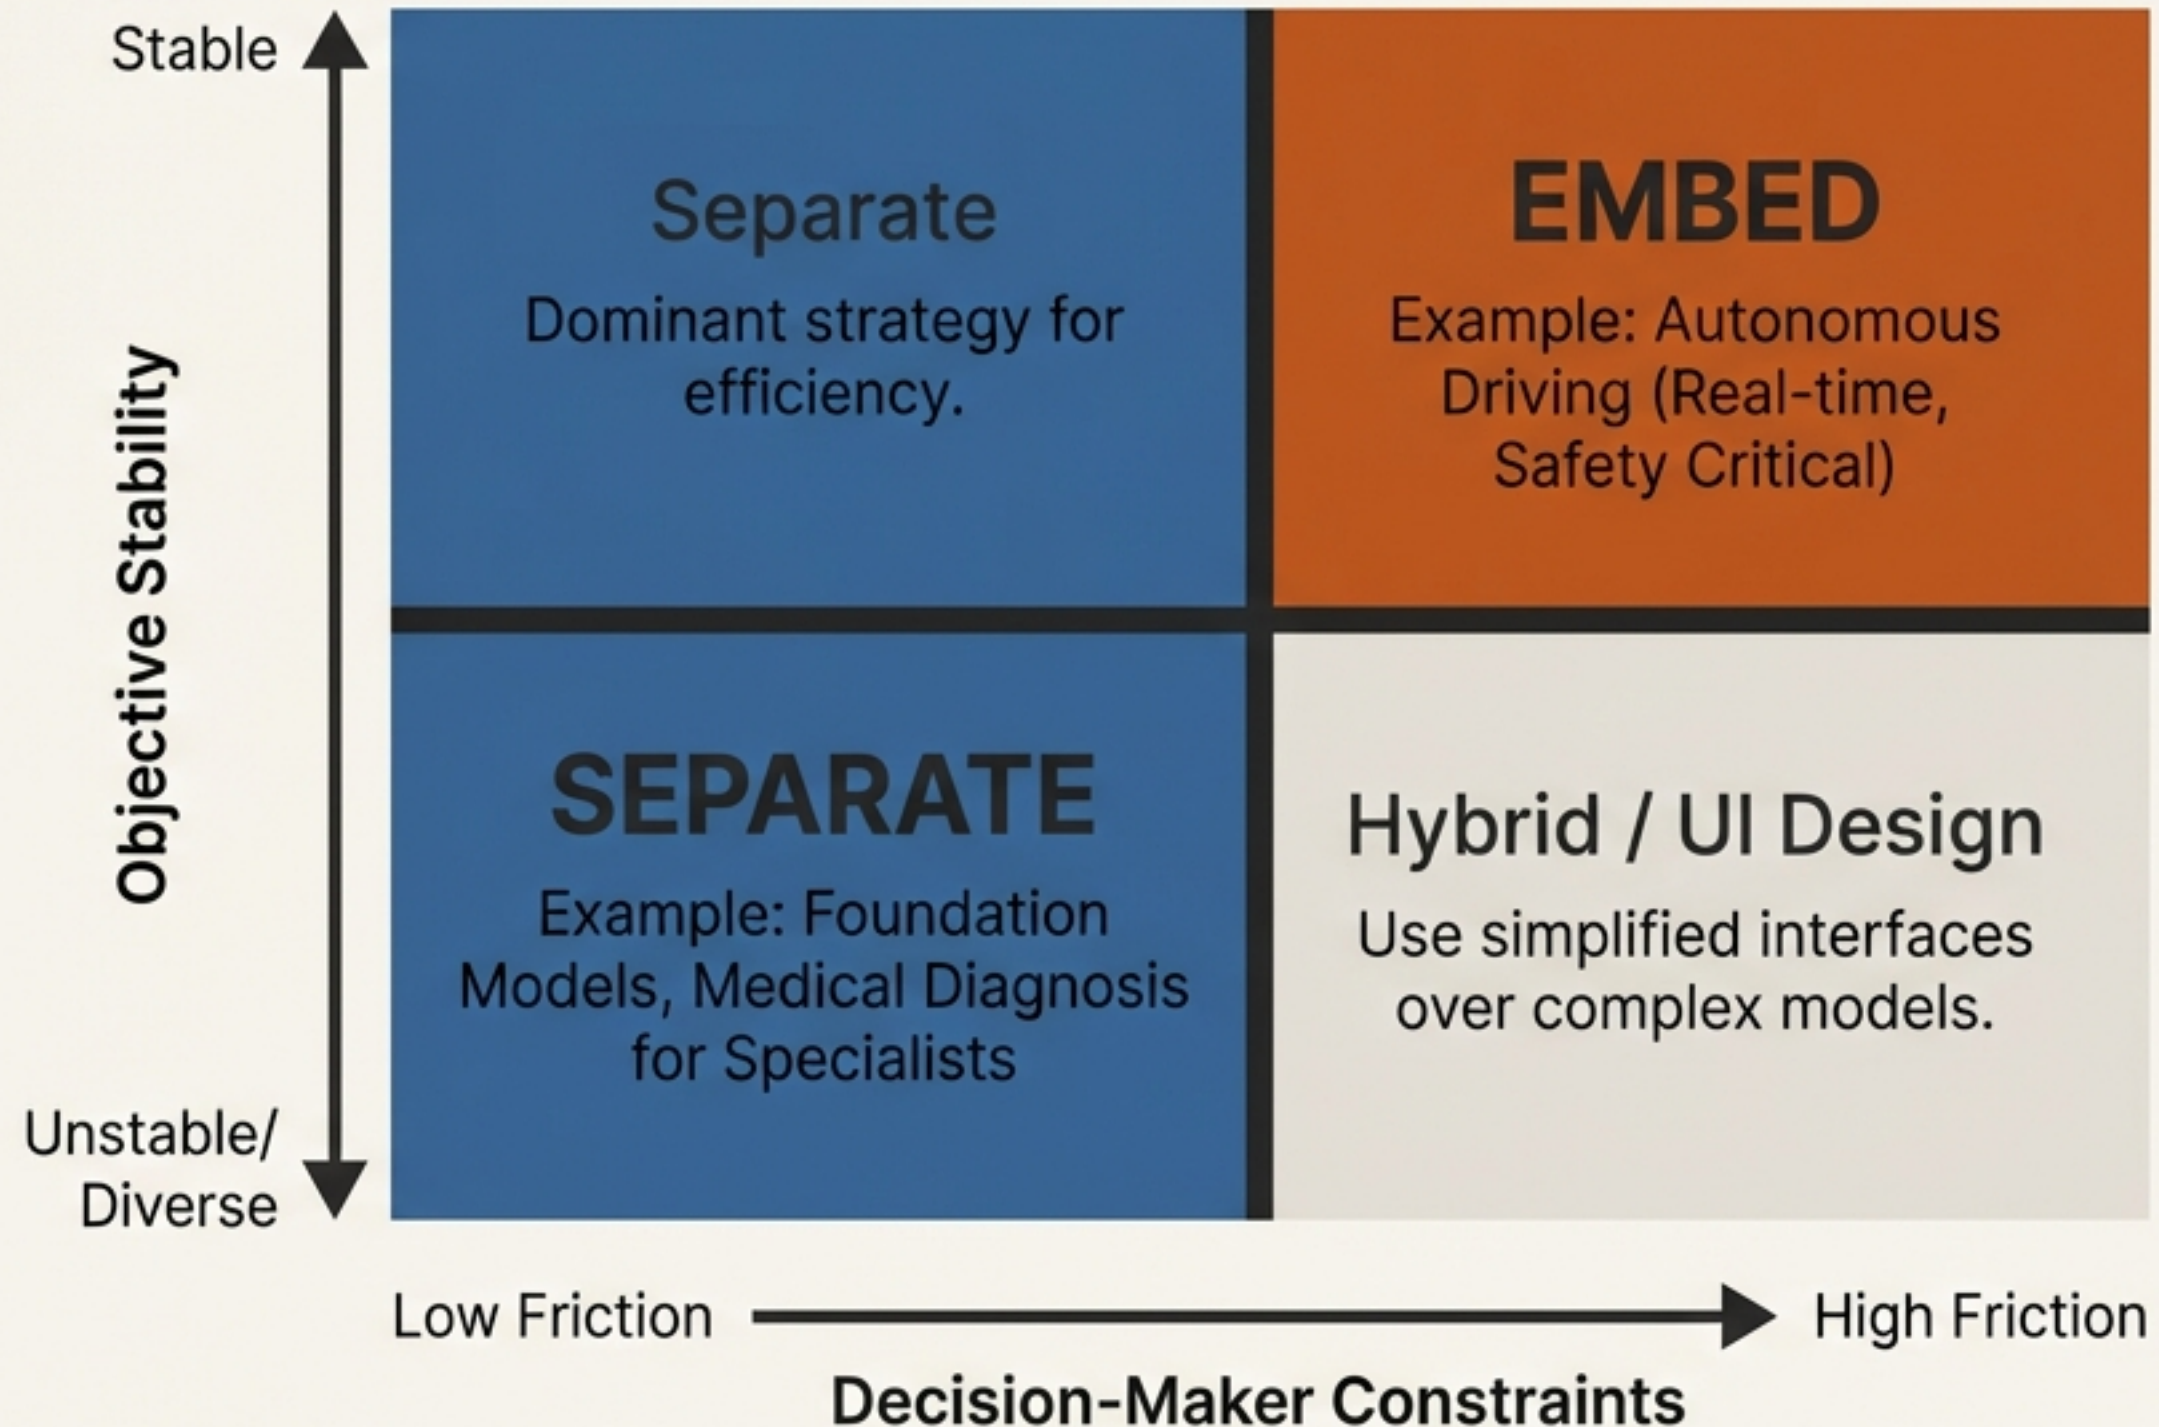 Stable
Objective Stability
Unstable/
Diverse
Separate
Dominant strategy for
efficiency.
EMBED
Example: Autonomous
Driving (Real-time,
Safety Critical)
SEPARATE
Example: Foundation
Models, Medical Diagnosis
for Specialists
Hybrid / UI Design
Use simplified interfaces
over complex models.
Low Friction
High Friction
Decision-Maker Constraints